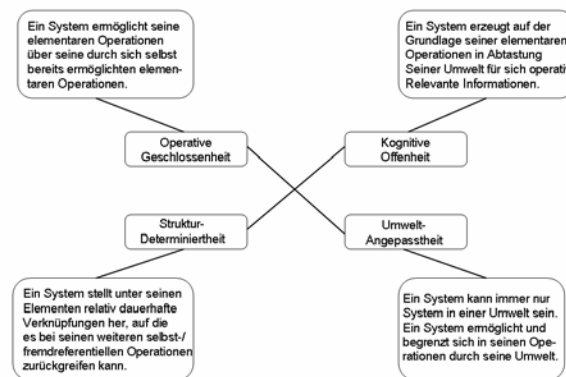 Ein System ermöglicht seine
elementaren Operationen
über seine durch sich selbst
bereits ermöglichten elemen-
taren Operationen.
Ein System erzeugt auf der
Grundlage seiner elementaren
Operationen in Abtastung
Seiner Umwelt für sich operativ
Relevante Informationen.
Operative
Geschlossenheit
Kognitive
Offenheit
Struktur-
Determiniertheit
Umwelt-
Angepasstheit
Ein System stellt unter seinen
Elementen relativ dauerhafte
Verknüpfungen her, auf die
es bei seinen weiteren selbst-/
fremdreferentiellen Operationen
zurückgreifen kann.
Ein System kann immer nur
System in einer Umwelt sein.
Ein System ermöglicht und
begrenzt sich in seinen Ope-
rationen durch seine Umwelt.